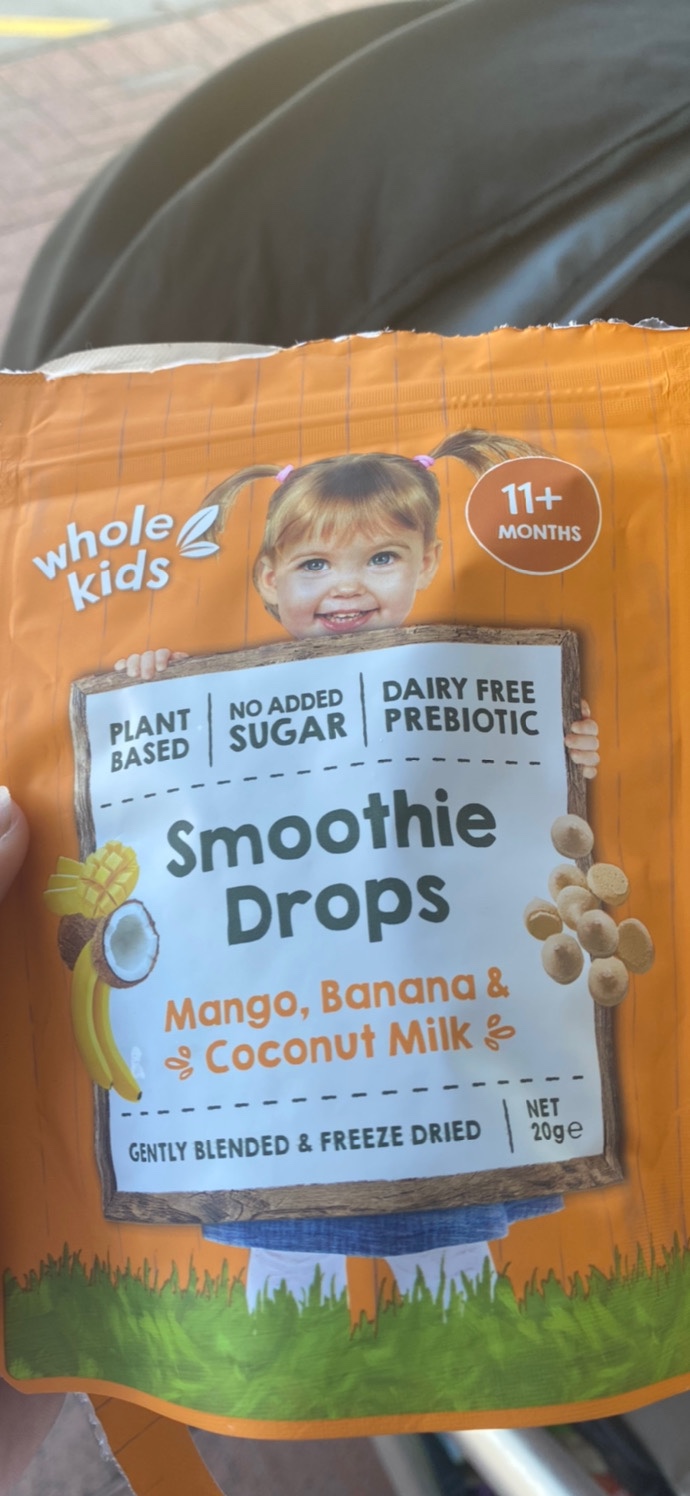 whole
kids
11+
MONTHS
PLANT
BASED
NO ADDED
SUGAR
DAIRY FREE
PREBIOTIC
Smoothie
Drops
Mango, Banana &
Coconut Milk
GENTLY BLENDED & FREEZE DRIED
NET
20g e